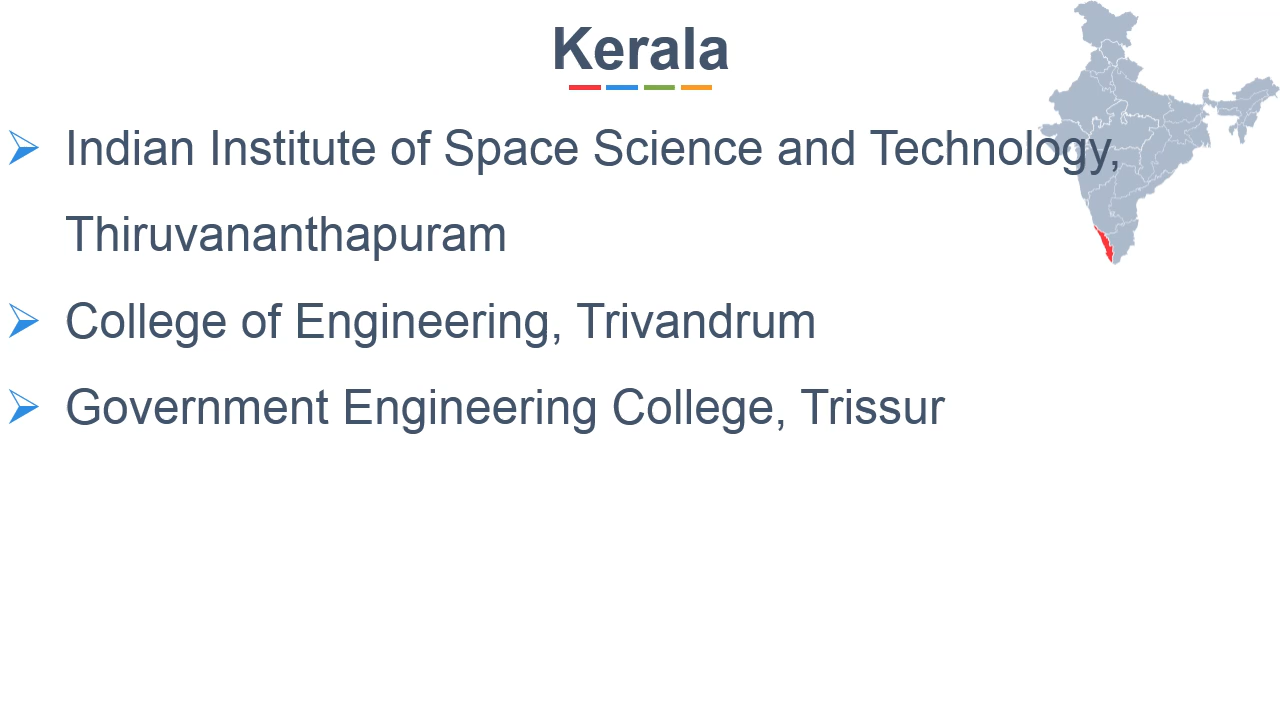 Kerala
Indian Institute of Space Science and Technology,
Thiruvananthapuram
College of Engineering, Trivandrum
Government Engineering College, Trissur